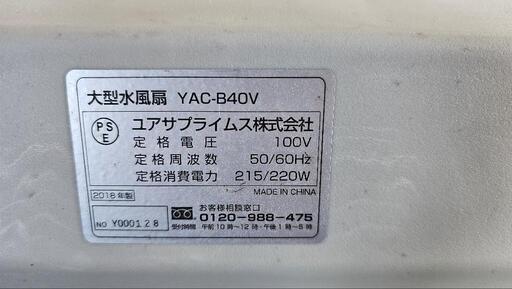 大型水風扇 YAC-B40V
PS
E
ユアサプライムス株式会社
定格電圧 100V
定格周波数 50/60Hz
定格消費電力 215/220W
2018年製
MADE IN CHINA
NO Y000128
お客様相談窓口
0120-988-475
受付時間 午前10時〜12時・午後1時〜5時